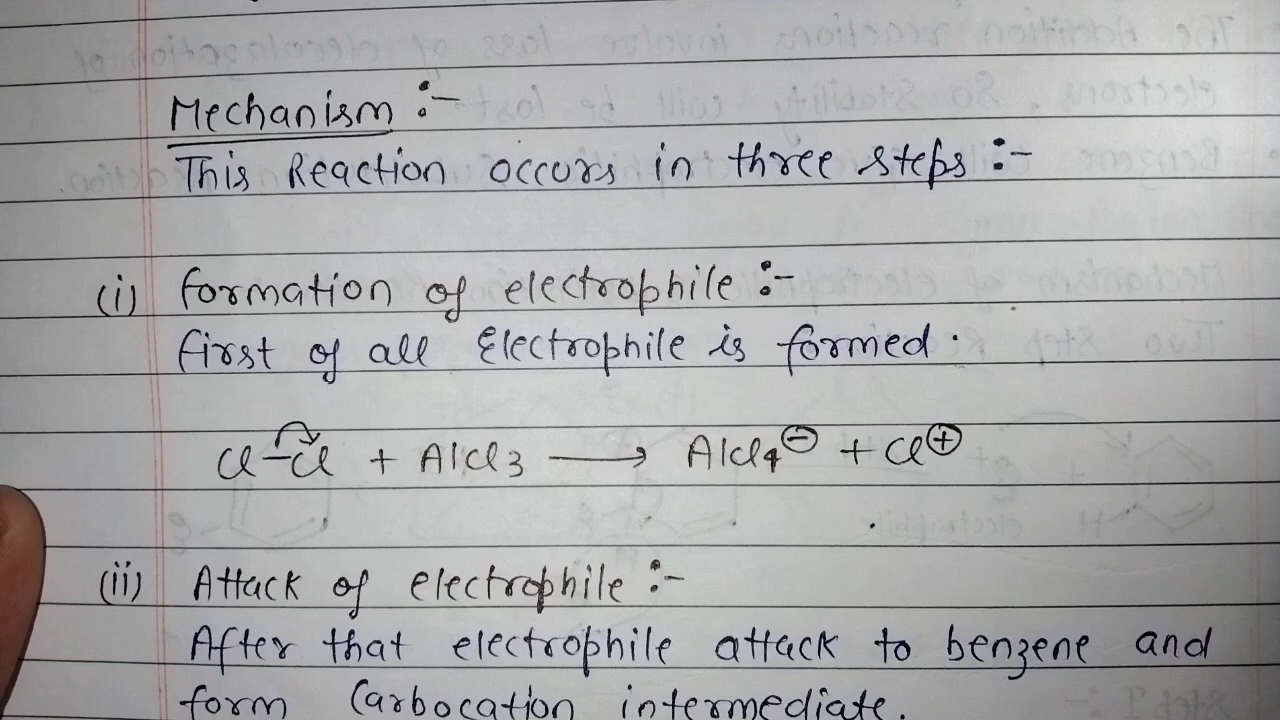 Mechanism :-
This Reaction occurs in three steps :-
(i) formation of electrophile :-
first of all Electrophile is formed.
Cl-Cl + AlCl3 ⟶ AlCl4⊖ + Cl⊕
(ii) Attack of electrophile :-
After that electrophile attack to benzene and
form Carbocation intermediate.